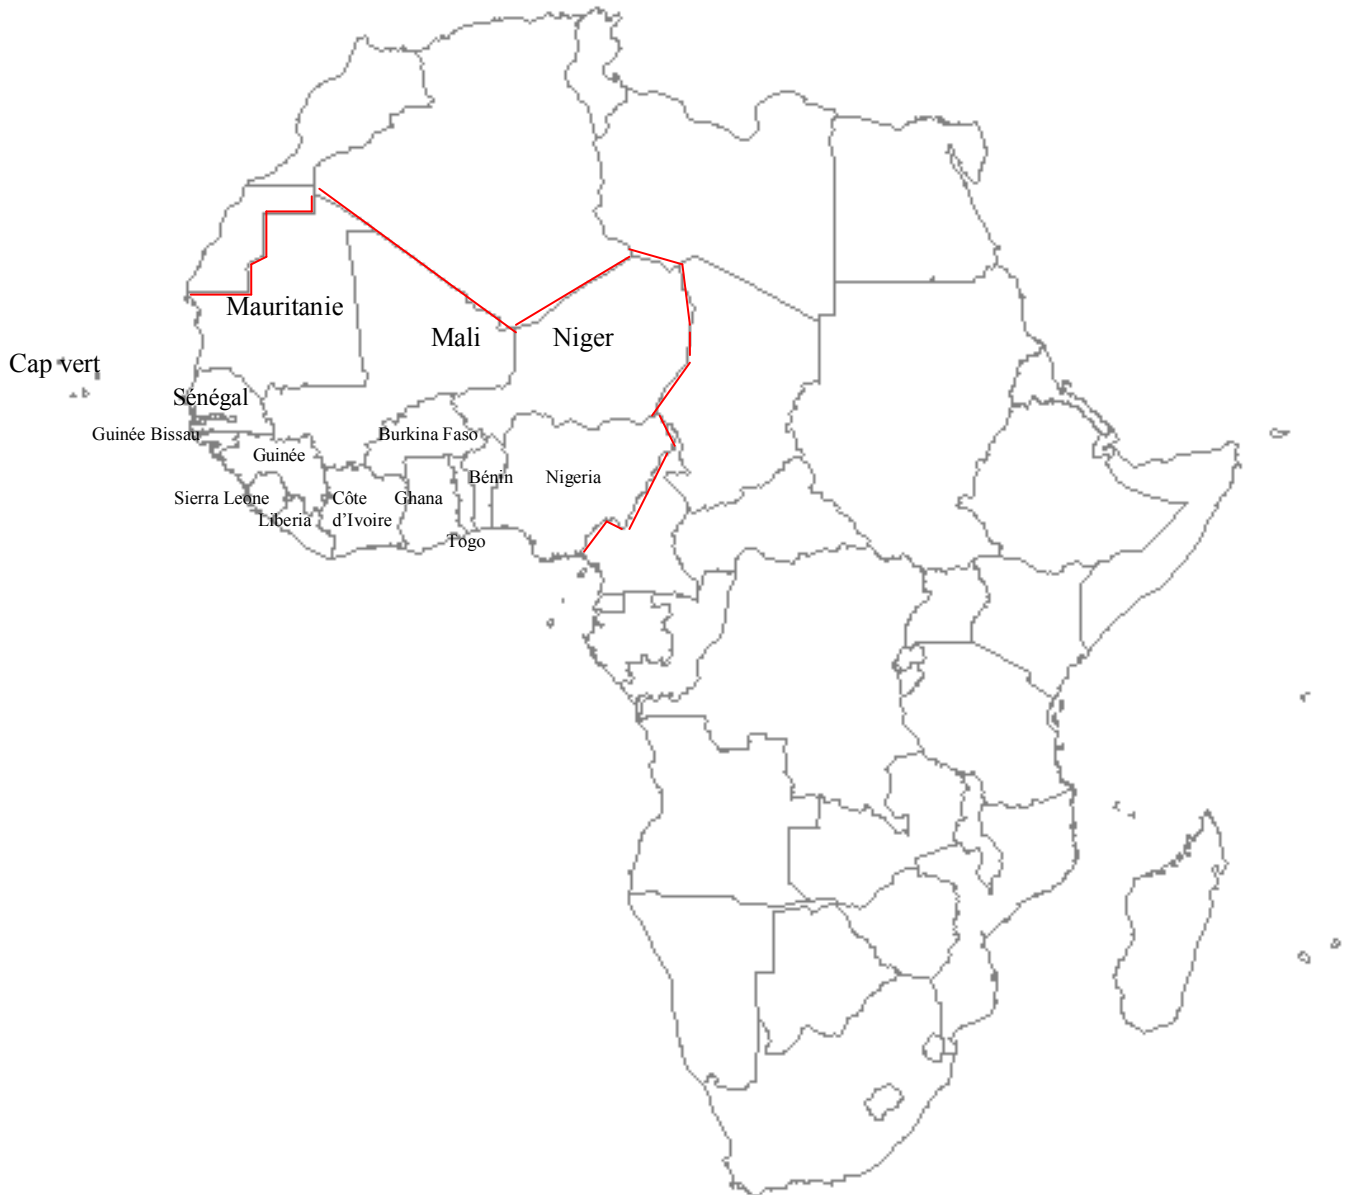 Mauritanie
Mali
Niger
Cap vert
Sénégal
Guinée Bissau
Burkina Faso
Guinée
Bénin
Nigeria
Sierra Leone
Côte
d’Ivoire
Ghana
Liberia
Togo